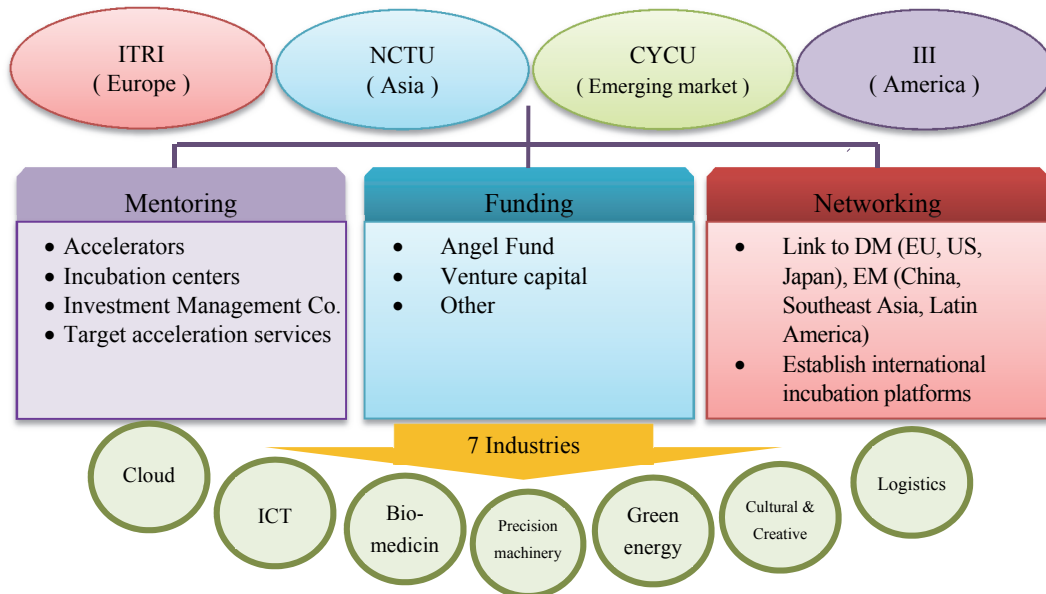 ITRI
( Europe )
NCTU
( Asia )
CYCU
( Emerging market )
III
( America )
Mentoring
• Accelerators
• Incubation centers
• Investment Management Co.
• Target acceleration services
Funding
• Angel Fund
• Venture capital
• Other
Networking
• Link to DM (EU, US,
Japan), EM (China,
Southeast Asia, Latin
America)
• Establish international
incubation platforms
7 Industries
Cloud
ICT
Bio-
medicin
Precision
machinery
Green
energy
Cultural &
Creative
Logistics